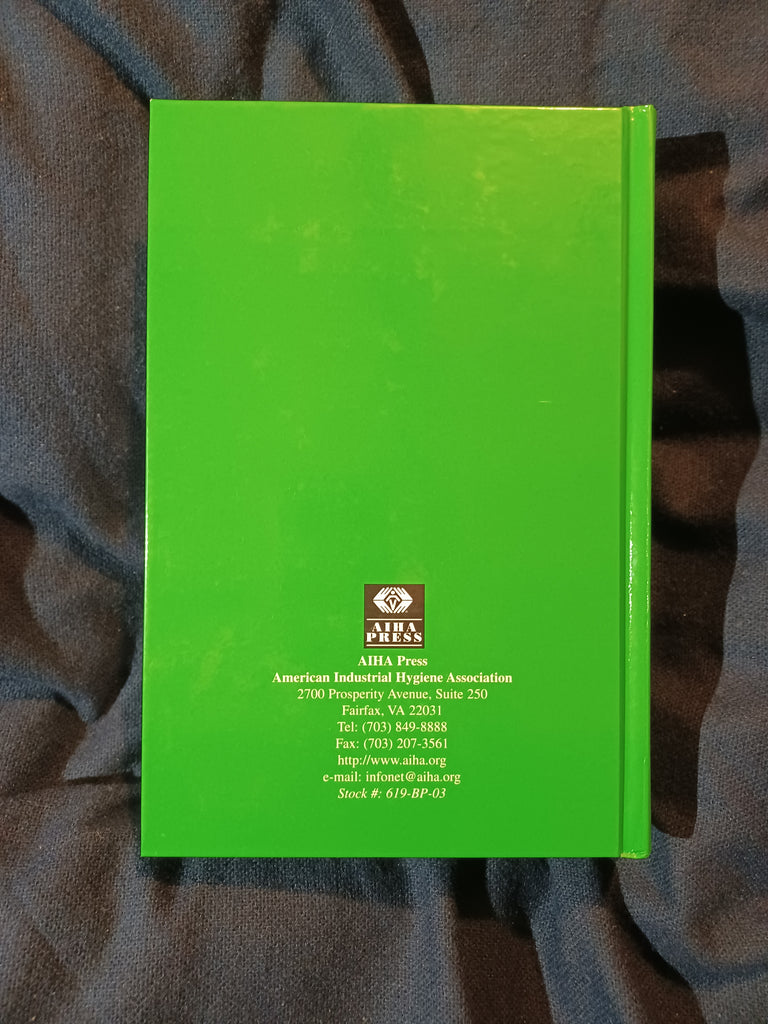 AIHA
PRESS
AIHA Press
American Industrial Hygiene Association
2700 Prosperity Avenue, Suite 250
Fairfax, VA 22031
Tel: (703) 849-8888
Fax: (703) 207-3561
http://www.aiha.org
e-mail: infonet@aiha.org
Stock #: 619-BP-03